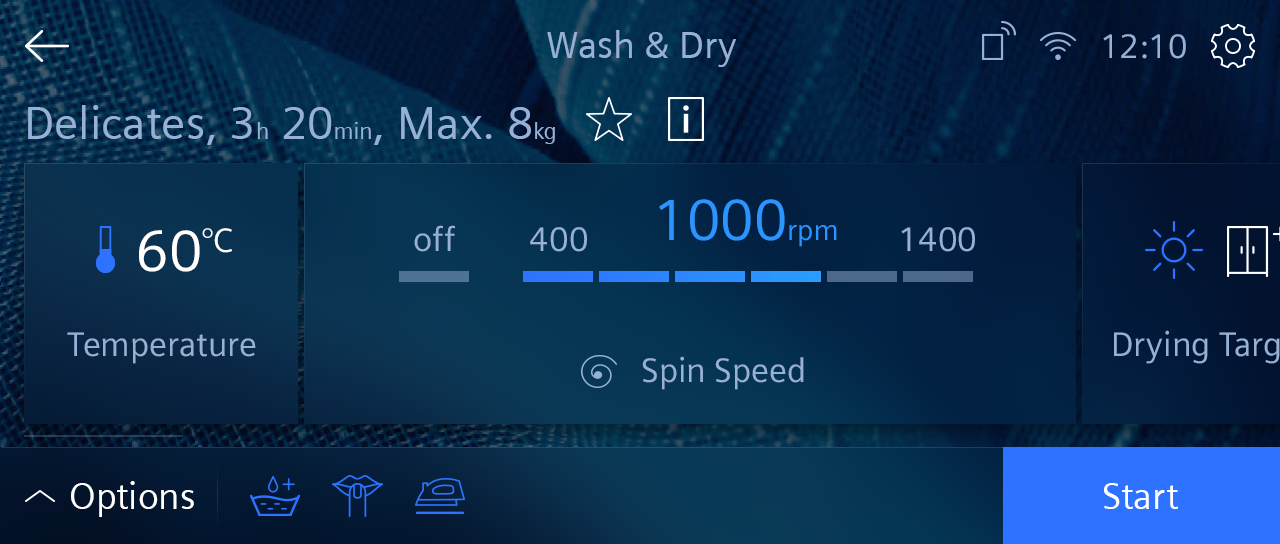 Wash & Dry
12:10
Delicates, 3h 20min, Max. 8kg
i
60°C
off
400
1000rpm
1400
Temperature
Spin Speed
Drying Targ
Options
Start